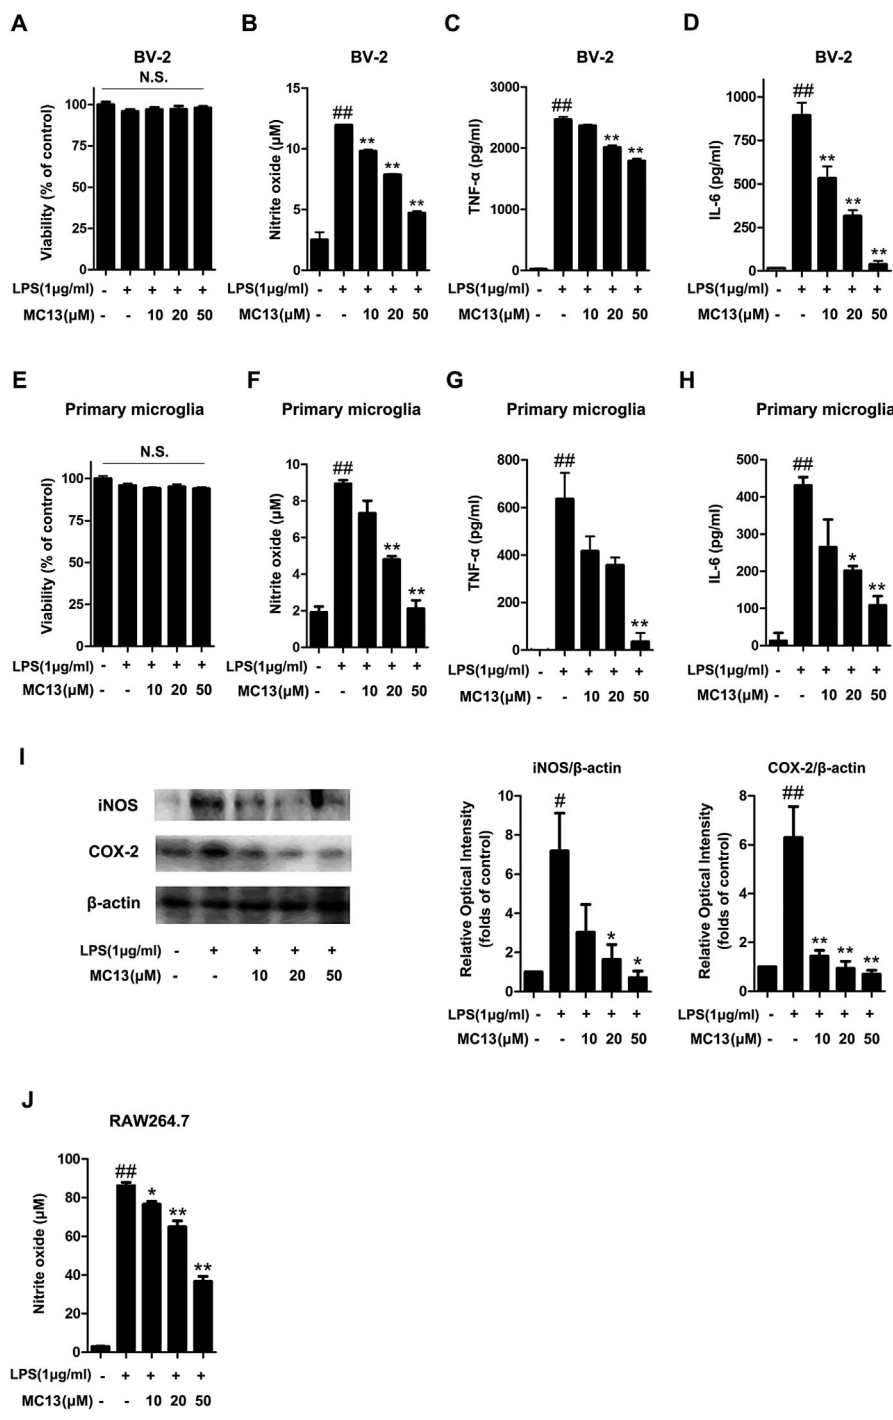 A
B
C
D
BV-2
N.S.
Viability (% of control)
125
100
75
50
25
0
LPS(1µg/ml) - + + + +
MC13(µM) - - 10 20 50
BV-2
Nitrite oxide (µM)
15
10
5
0
## ** ** **
LPS(1µg/ml) - + + + +
MC13(µM) - - 10 20 50
BV-2
TNF-α (pg/ml)
3000
2000
1000
0
## ** **
LPS(1µg/ml) - + + + +
MC13(µM) - - 10 20 50
BV-2
IL-6 (pg/ml)
1000
750
500
250
0
## ** ** **
LPS(1µg/ml) - + + + +
MC13(µM) - - 10 20 50
E
F
G
H
Primary microglia
N.S.
Viability (% of control)
125
100
75
50
25
0
LPS(1µg/ml) - + + + +
MC13(µM) - - 10 20 50
Primary microglia
Nitrite oxide (µM)
10
8
6
4
2
0
## ** **
LPS(1µg/ml) - + + + +
MC13(µM) - - 10 20 50
Primary microglia
TNF-α (pg/ml)
800
600
400
200
0
## **
LPS(1µg/ml) - + + + +
MC13(µM) - - 10 20 50
Primary microglia
IL-6 (pg/ml)
500
400
300
200
100
0
## * **
LPS(1µg/ml) - + + + +
MC13(µM) - - 10 20 50
I
iNOS
COX-2
β-actin
LPS(1µg/ml) - + + + +
MC13(µM) - - 10 20 50
iNOS/β-actin
Relative Optical Intensity
(folds of control)
10
8
6
4
2
0
# * *
LPS(1µg/ml) - + + + +
MC13(µM) - - 10 20 50
COX-2/β-actin
Relative Optical Intensity
(folds of control)
8
6
4
2
0
## ** ** **
LPS(1µg/ml) - + + + +
MC13(µM) - - 10 20 50
J
RAW264.7
Nitrite oxide (µM)
100
80
60
40
20
0
## * ** **
LPS(1µg/ml) - + + + +
MC13(µM) - - 10 20 50